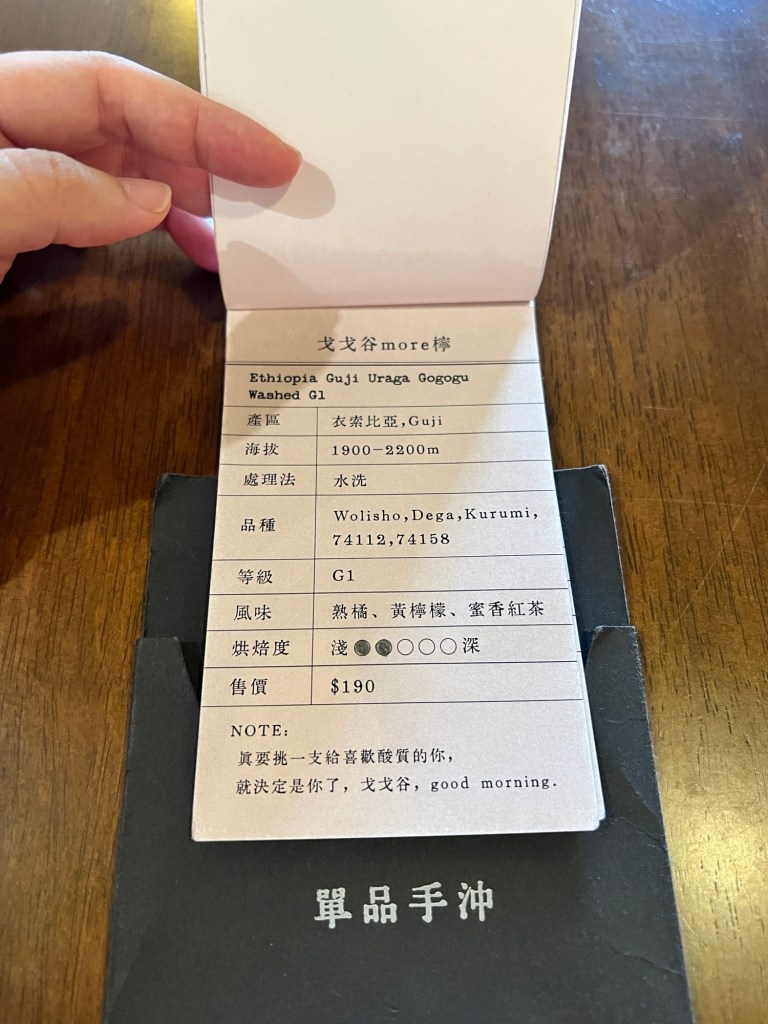 戈戈谷more檸
Ethiopia Guji Uraga Gogogu
Washed G1
產區 衣索比亞,Guji
海拔 1900-2200m
處理法 水洗
品種 Wolisho,Dega,Kurumi,
74112,74158
等級 G1
風味 熟橘、黃檸檬、蜜香紅茶
烘焙度 淺●●○○○深
售價 $190
NOTE:
眞要挑一支給喜歡酸質的你,
就決定是你了, 戈戈谷, good morning.
單品手沖